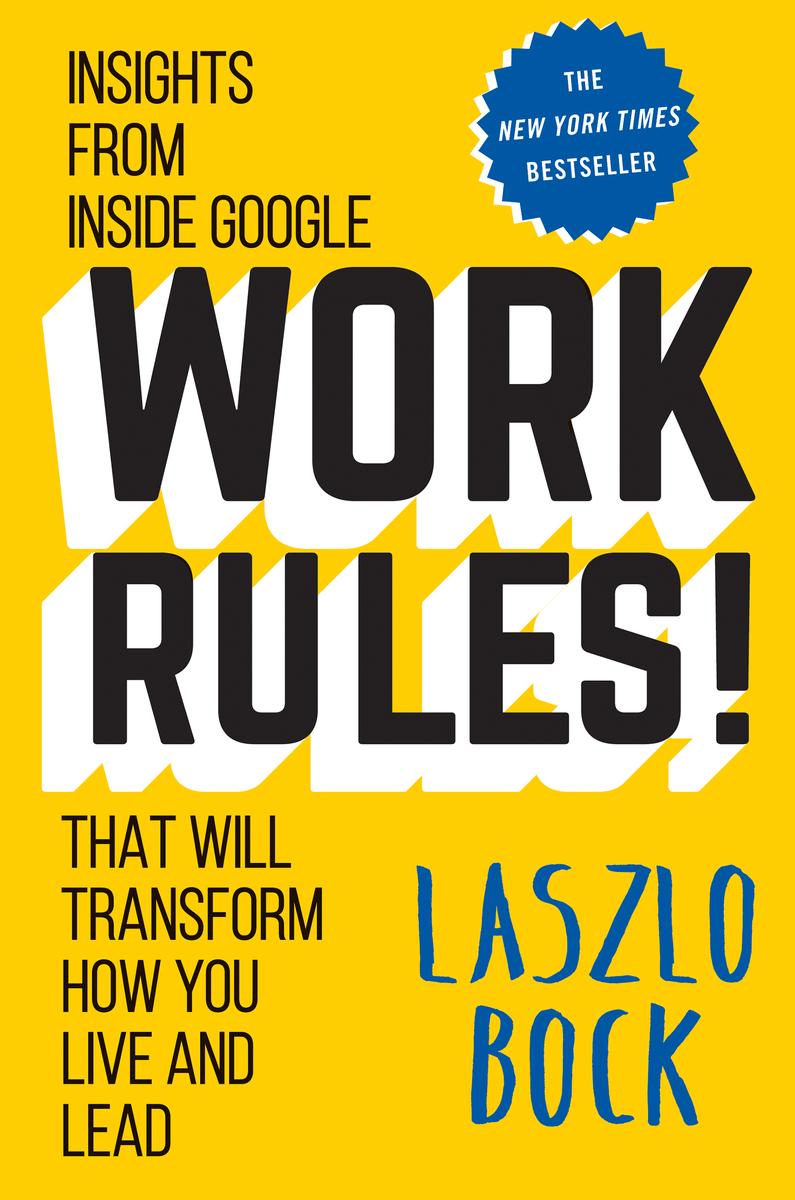 INSIGHTS
FROM
INSIDE GOOGLE
THE
NEW YORK TIMES
BESTSELLER
WORK
RULES!
THAT WILL
TRANSFORM
HOW YOU
LIVE AND
LEAD
LASZLO
BOCK